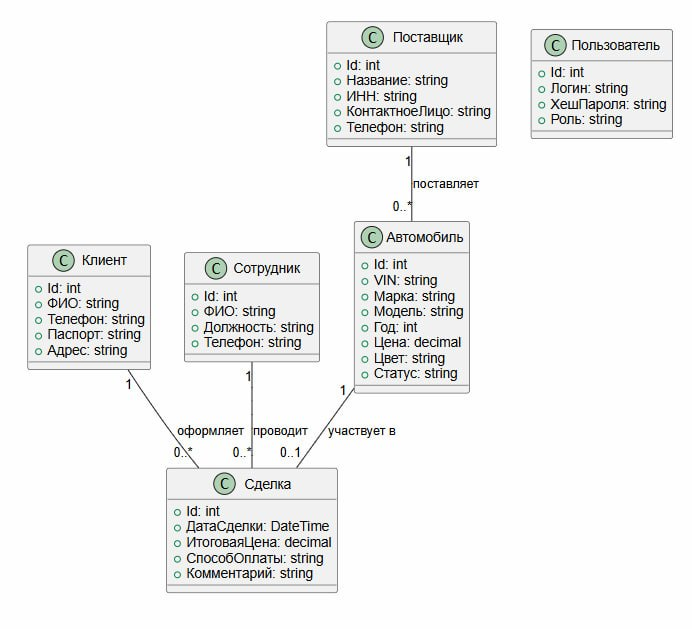 C Поставщик
Id: int
Название: string
ИНН: string
КонтактноеЛицо: string
Телефон: string
C Пользователь
Id: int
Логин: string
ХешПароля: string
Роль: string
1
поставляет
0..*
C Автомобиль
Id: int
VIN: string
Марка: string
Модель: string
Год: int
Цена: decimal
Цвет: string
Статус: string
C Клиент
Id: int
ФИО: string
Телефон: string
Паспорт: string
Адрес: string
C Сотрудник
Id: int
ФИО: string
Должность: string
Телефон: string
1
1
1
оформляет
проводит
участвует в
0..*
0..*
0..1
C Сделка
Id: int
ДатаСделки: DateTime
ИтоговаяЦена: decimal
СпособОплаты: string
Комментарий: string